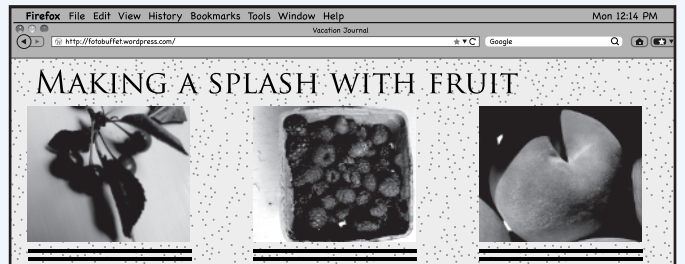 Firefox File Edit View History Bookmarks Tools Window Help Mon 12:14 PM
Vacation Journal
http://fotobuffet.wordpress.com/ Google
MAKING A SPLASH WITH FRUIT